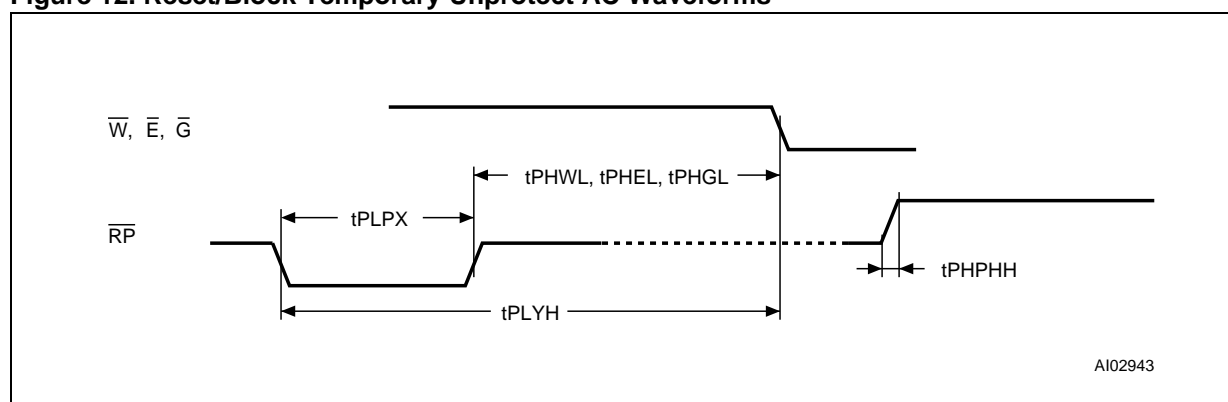 Figure 12. Reset/Block Temporary Unprotect AC Waveforms
W, E, G
tPHWL, tPHEL, tPHGL
tPLPX
RP
tPHPHH
tPLYH
AI02943